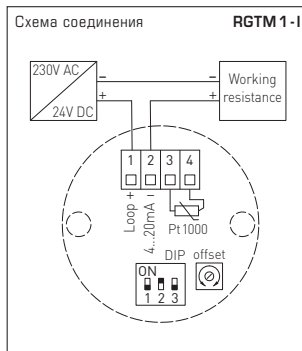 Схема соединения RGTM 1 - I
230V AC
24V DC
–
+
–
+
Working
resistance
1 2 3 4
Loop +
4...20mA –
Pt1000
DIP offset
ON
1 2 3